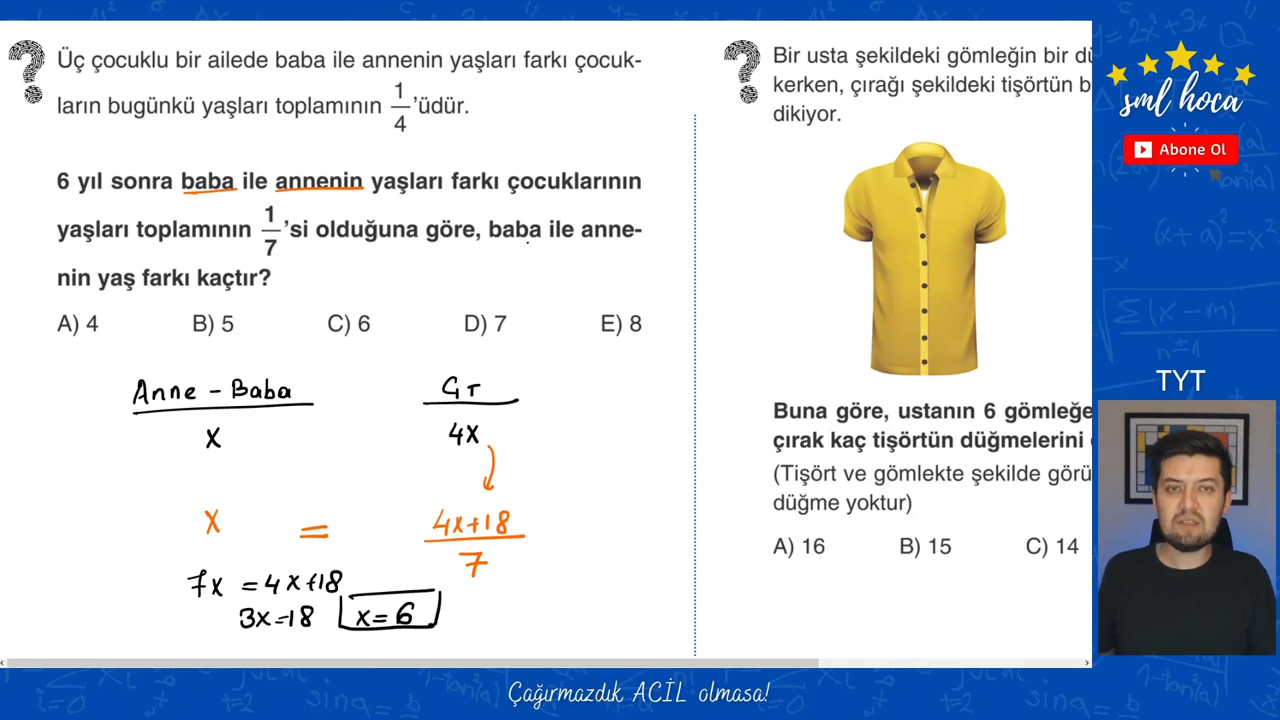 Üç çocuklu bir ailede baba ile annenin yaşları farkı çocuk-
ların bugünkü yaşları toplamının 1/4 'üdür.
6 yıl sonra baba ile annenin yaşları farkı çocuklarının
yaşları toplamının 1/7 'si olduğuna göre, baba ile anne-
nin yaş farkı kaçtır?
A) 4 B) 5 C) 6 D) 7 E) 8
Anne - Baba ÇT
x 4x
x = 4x+18 / 7
7x = 4x+18
3x=18 x=6
Bir usta şekildeki gömleğin bir dü
kerken, çırağı şekildeki tişörtün b
dikiyor.
Buna göre, ustanın 6 gömleğe
çırak kaç tişörtün düğmelerini
(Tişört ve gömlekte şekilde görü
düğme yoktur)
A) 16 B) 15 C) 14
sml hoca
Abone Ol
TYT
Çağırmazdık ACİL olmasa!